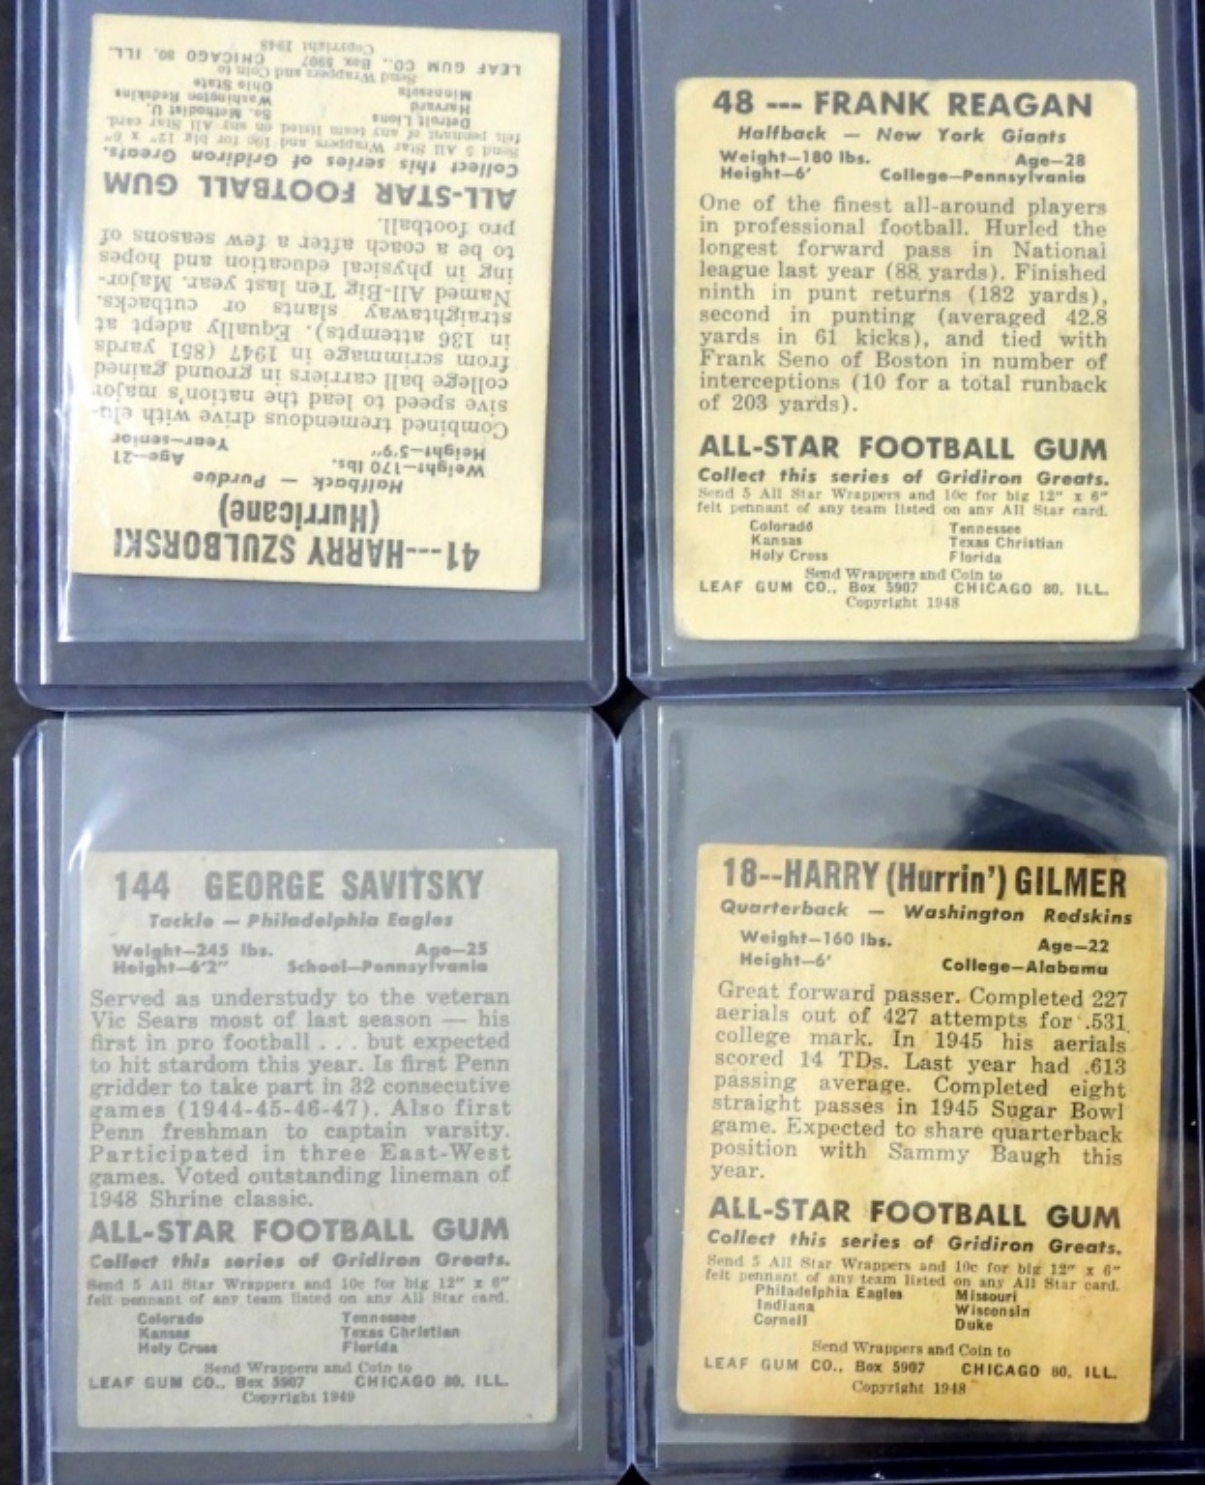 41---HARRY SZULBORSKI
(Hurricane)
Halfback — Purdue
Weight—170 lbs. Age—21
Height—5'9" Year—senior
Combined tremendous drive with elu-
sive speed to lead the nation's major
college ball carriers in ground gained
from scrimmage in 1947 (851 yards
in 136 attempts). Equally adept at
straightaway slants or cutbacks.
Named All-Big Ten last year. Major-
ing in physical education and hopes
to be a coach after a few seasons of
pro football.
ALL-STAR FOOTBALL GUM
Collect this series of Gridiron Greats.
Send 5 All Star Wrappers and 10c for big 12" x 6"
felt pennant of any team listed on any All Star card.
Detroit Lions So. Methodist U.
Harvard Washington Redskins
Minnesota Ohio State
Send Wrappers and Coin to
LEAF GUM CO., Box 5907 CHICAGO 80, ILL.
Copyright 1948
48 --- FRANK REAGAN
Halfback — New York Giants
Weight—180 lbs. Age—28
Height—6' College—Pennsylvania
One of the finest all-around players
in professional football. Hurled the
longest forward pass in National
league last year (88 yards). Finished
ninth in punt returns (182 yards),
second in punting (averaged 42.8
yards in 61 kicks), and tied with
Frank Seno of Boston in number of
interceptions (10 for a total runback
of 203 yards).
ALL-STAR FOOTBALL GUM
Collect this series of Gridiron Greats.
Send 5 All Star Wrappers and 10c for big 12" x 6"
felt pennant of any team listed on any All Star card.
Colorado Tennessee
Kansas Texas Christian
Holy Cross Florida
Send Wrappers and Coin to
LEAF GUM CO., Box 5907 CHICAGO 80, ILL.
Copyright 1948
144 GEORGE SAVITSKY
Tackle — Philadelphia Eagles
Weight—245 lbs. Age—25
Height—6'2" School—Pennsylvania
Served as understudy to the veteran
Vic Sears most of last season — his
first in pro football . . . but expected
to hit stardom this year. Is first Penn
gridder to take part in 32 consecutive
games (1944-45-46-47). Also first
Penn freshman to captain varsity.
Participated in three East-West
games. Voted outstanding lineman of
1948 Shrine classic.
ALL-STAR FOOTBALL GUM
Collect this series of Gridiron Greats.
Send 5 All Star Wrappers and 10c for big 12" x 6"
felt pennant of any team listed on any All Star card.
Colorado Tennessee
Kansas Texas Christian
Holy Cross Florida
Send Wrappers and Coin to
LEAF GUM CO., Box 5907 CHICAGO 80, ILL.
Copyright 1949
18--HARRY (Hurrin') GILMER
Quarterback — Washington Redskins
Weight—160 lbs. Age—22
Height—6' College—Alabama
Great forward passer. Completed 227
aerials out of 427 attempts for .531
college mark. In 1945 his aerials
scored 14 TDs. Last year had .613
passing average. Completed eight
straight passes in 1945 Sugar Bowl
game. Expected to share quarterback
position with Sammy Baugh this
year.
ALL-STAR FOOTBALL GUM
Collect this series of Gridiron Greats.
Send 5 All Star Wrappers and 10c for big 12" x 6"
felt pennant of any team listed on any All Star card.
Philadelphia Eagles Missouri
Indiana Wisconsin
Cornell Duke
Send Wrappers and Coin to
LEAF GUM CO., Box 5907 CHICAGO 80, ILL.
Copyright 1948